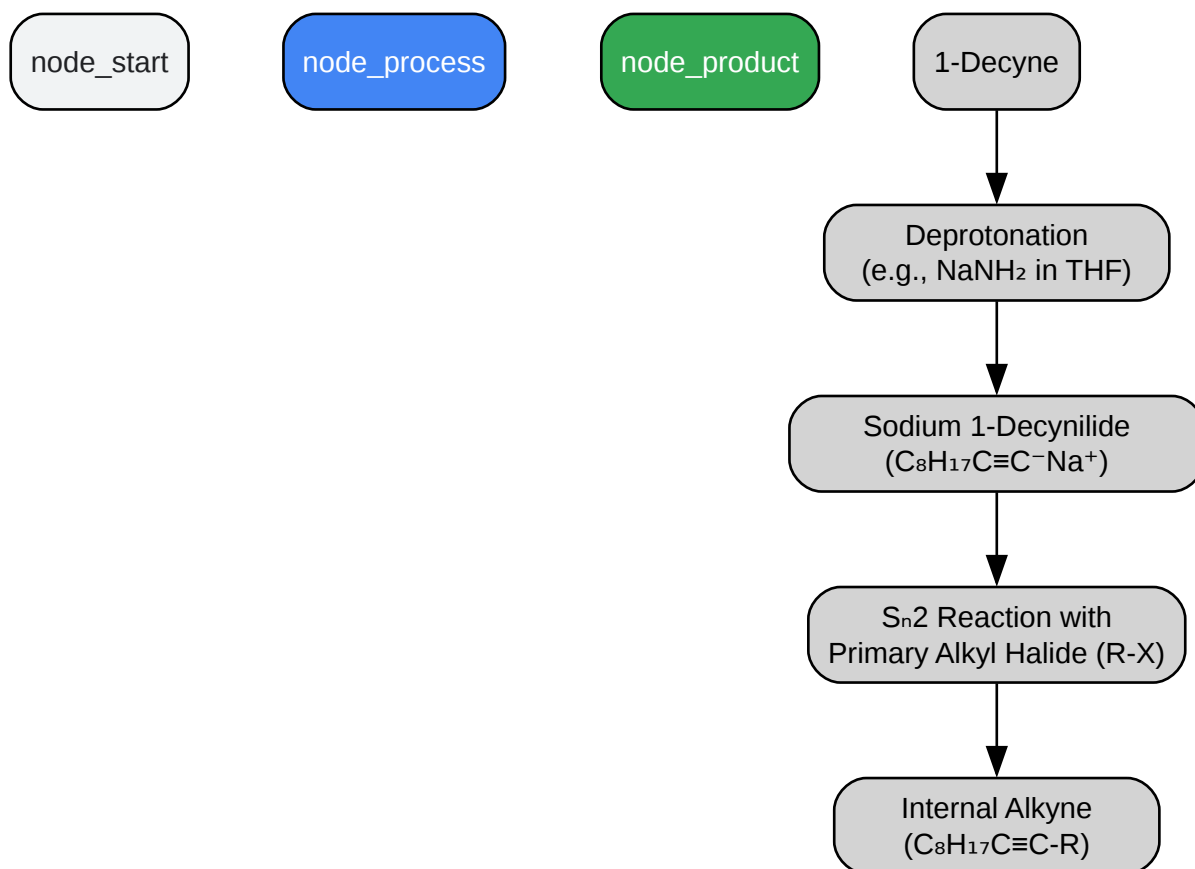 node_start
node_process
node_product
1-Decyne
Deprotonation
(e.g., NaNH₂ in THF)
Sodium 1-Decynilide
(C₈H₁₇C≡C⁻Na⁺)
Sₙ2 Reaction with
Primary Alkyl Halide (R-X)
Internal Alkyne
(C₈H₁₇C≡C-R)